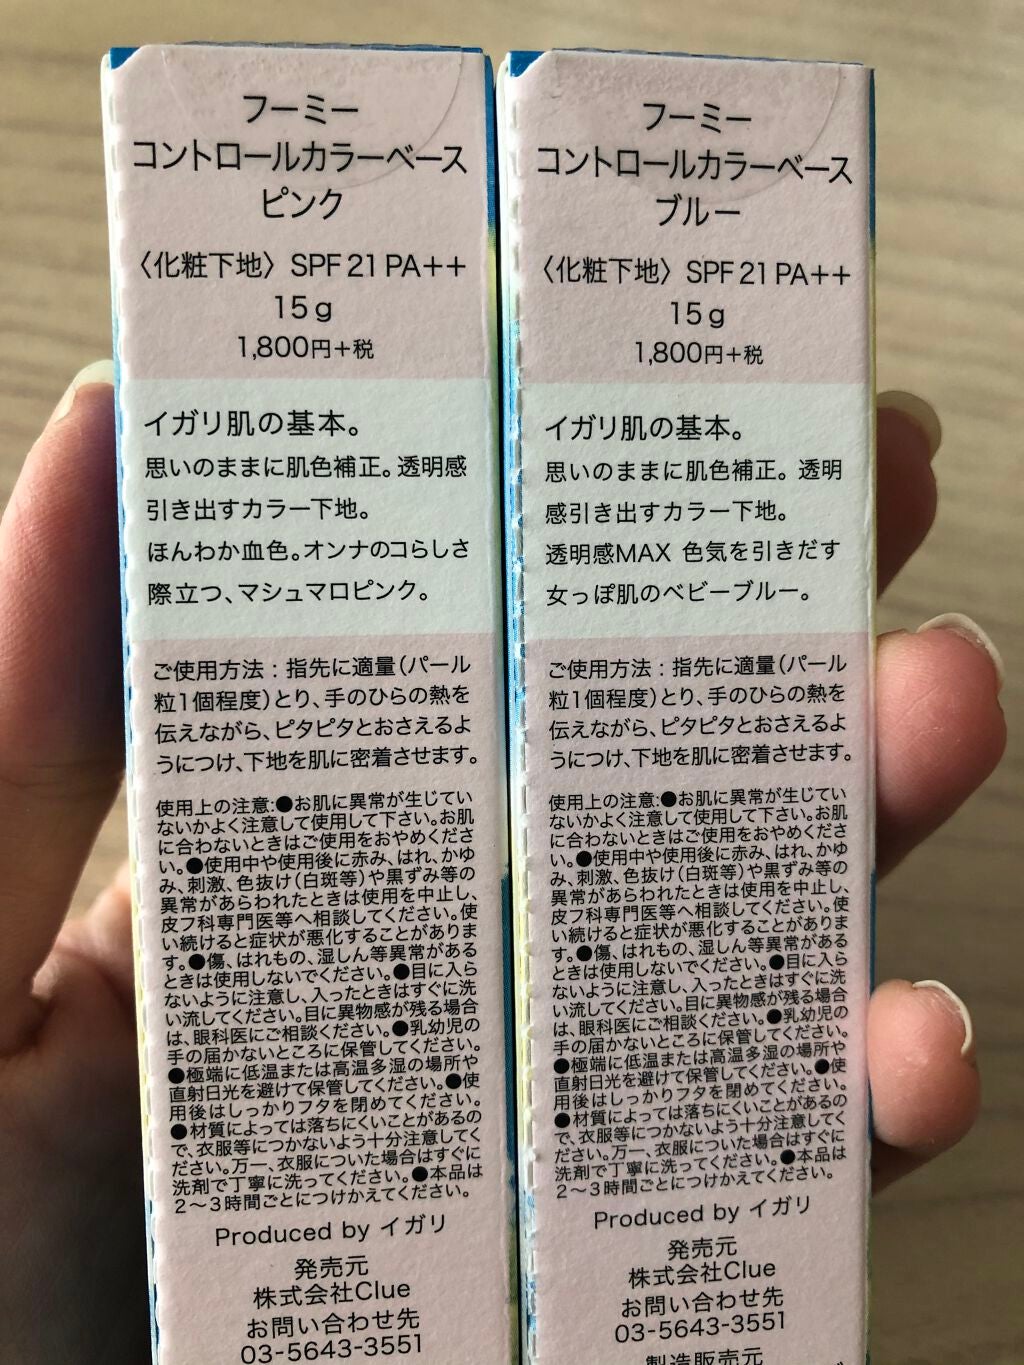 フーミー
コントロールカラーベース
ピンク
〈化粧下地〉 SPF 21 PA++
15g
1,800円+税
イガリ肌の基本。
思いのままに肌色補正。透明感
引き出すカラー下地。
ほんわか血色。オンナのコらしさ
際立つ、マシュマロピンク。
ご使用方法：指先に適量(パール
粒1個程度)とり、手のひらの熱を
伝えながら、ピタピタとおさえるよ
うにつけ、下地を肌に密着させます。
使用上の注意:●お肌に異常が生じてい
ないかよく注意して使用して下さい。お肌
に合わないときはご使用をおやめくださ
い。●使用中や使用後に赤み、はれ、かゆ
み、刺激、色抜け(白斑等)や黒ずみ等の
異常があらわれたときは使用を中止し、
皮フ科専門医等へ相談してください。使
い続けると症状が悪化することがありま
す。●傷、はれもの、湿しん等異常がある
ときは使用しないでください。●目に入ら
ないように注意し、入ったときはすぐに洗
い流してください。目に異物感が残る場合
は、眼科医にご相談ください。●乳幼児の
手の届かないところに保管してください。
●極端に低温または高温多湿の場所や
直射日光を避けて保管してください。●使
用後はしっかりフタを閉めてください。
●材質によっては落ちにくいことがあるの
で、衣服等につかないよう十分注意してく
ださい。万一、衣服についた場合はすぐに
洗剤で丁寧に洗ってください。●本品は
2～3時間ごとにつけかえてください。
Produced by イガリ
発売元
株式会社Clue
お問い合わせ先
03-5643-3551
フーミー
コントロールカラーベース
ブルー
〈化粧下地〉 SPF 21 PA++
15g
1,800円+税
イガリ肌の基本。
思いのままに肌色補正。透明
感引き出すカラー下地。
透明感MAX 色気を引きだす
女っぽ肌のベビーブルー。
ご使用方法：指先に適量(パール
粒1個程度)とり、手のひらの熱を
伝えながら、ピタピタとおさえるよ
うにつけ、下地を肌に密着させます。
使用上の注意:●お肌に異常が生じてい
ないかよく注意して使用して下さい。お肌
に合わないときはご使用をおやめくださ
い。●使用中や使用後に赤み、はれ、かゆ
み、刺激、色抜け(白斑等)や黒ずみ等の
異常があらわれたときは使用を中止し、
皮フ科専門医等へ相談してください。使
い続けると症状が悪化することがありま
す。●傷、はれもの、湿しん等異常がある
ときは使用しないでください。●目に入ら
ないように注意し、入ったときはすぐに洗
い流してください。目に異物感が残る場合
は、眼科医にご相談ください。●乳幼児の
手の届かないところに保管してください。
●極端に低温または高温多湿の場所や
直射日光を避けて保管してください。●使
用後はしっかりフタを閉めてください。
●材質によっては落ちにくいことがあるの
で、衣服等につかないよう十分注意してく
ださい。万一、衣服についた場合はすぐに
洗剤で丁寧に洗ってください。●本品は
2～3時間ごとにつけかえてください。
Produced by イガリ
発売元
株式会社Clue
お問い合わせ先
03-5643-3551
製造販売元